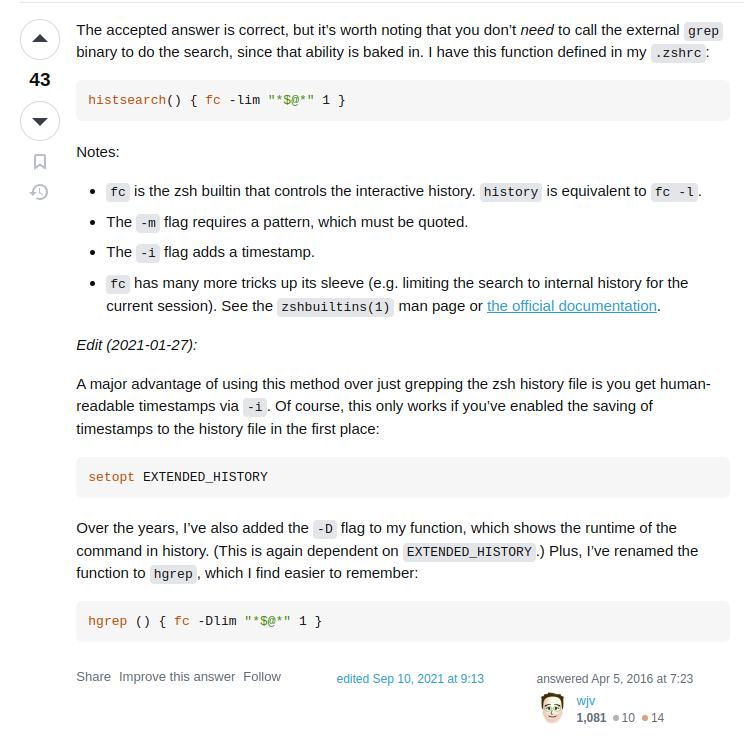 The accepted answer is correct, but it’s worth noting that you don’t need to call the external grep
binary to do the search, since that ability is baked in. I have this function defined in my .zshrc:
43
histsearch() { fc -lim "*$@*" 1 }
Notes:
• fc is the zsh builtin that controls the interactive history. history is equivalent to fc -l.
• The -m flag requires a pattern, which must be quoted.
• The -i flag adds a timestamp.
• fc has many more tricks up its sleeve (e.g. limiting the search to internal history for the
current session). See the zshbuiltins(1) man page or the official documentation.
Edit (2021-01-27):
A major advantage of using this method over just grepping the zsh history file is you get human-
readable timestamps via -i. Of course, this only works if you’ve enabled the saving of
timestamps to the history file in the first place:
setopt EXTENDED_HISTORY
Over the years, I’ve also added the -D flag to my function, which shows the runtime of the
command in history. (This is again dependent on EXTENDED_HISTORY.) Plus, I’ve renamed the
function to hgrep, which I find easier to remember:
hgrep () { fc -Dlim "*$@*" 1 }
Share Improve this answer Follow
edited Sep 10, 2021 at 9:13
answered Apr 5, 2016 at 7:23
wjv
1,081 ●10 ●14